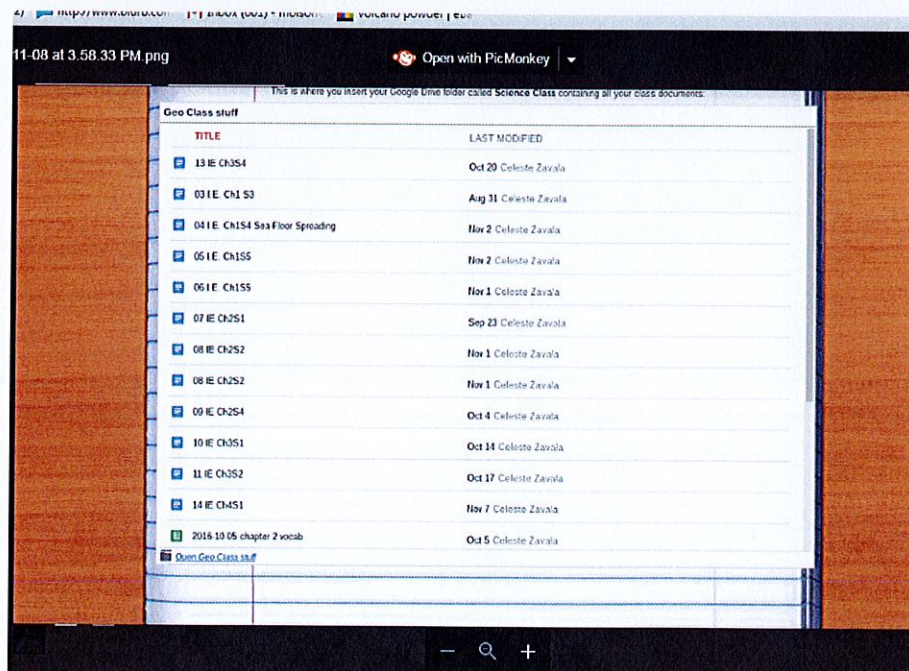 11-08 at 3.58.33 PM.png
Open with PicMonkey
This is where you insert your Google Drive folder called Science Class containing all your class documents.
Geo Class stuff
TITLE LAST MODIFIED
13 IE Ch3S4 Oct 20 Celeste Zavala
03 I.E. Ch1 S3 Aug 31 Celeste Zavala
04 I.E. Ch1S4 Sea Floor Spreading Nov 2 Celeste Zavala
05 I.E. Ch1S5 Nov 2 Celeste Zavala
06 I.E. Ch1S5 Nov 1 Celeste Zavala
07 IE Ch2S1 Sep 23 Celeste Zavala
08 IE Ch2S2 Nov 1 Celeste Zavala
08 IE Ch2S2 Nov 1 Celeste Zavala
09 IE Ch2S4 Oct 4 Celeste Zavala
10 IE Ch3S1 Oct 14 Celeste Zavala
11 IE Ch3S2 Oct 17 Celeste Zavala
14 IE Ch4S1 Nov 7 Celeste Zavala
2016-10-05 chapter 2 vocab Oct 5 Celeste Zavala
Open Geo Class stuff